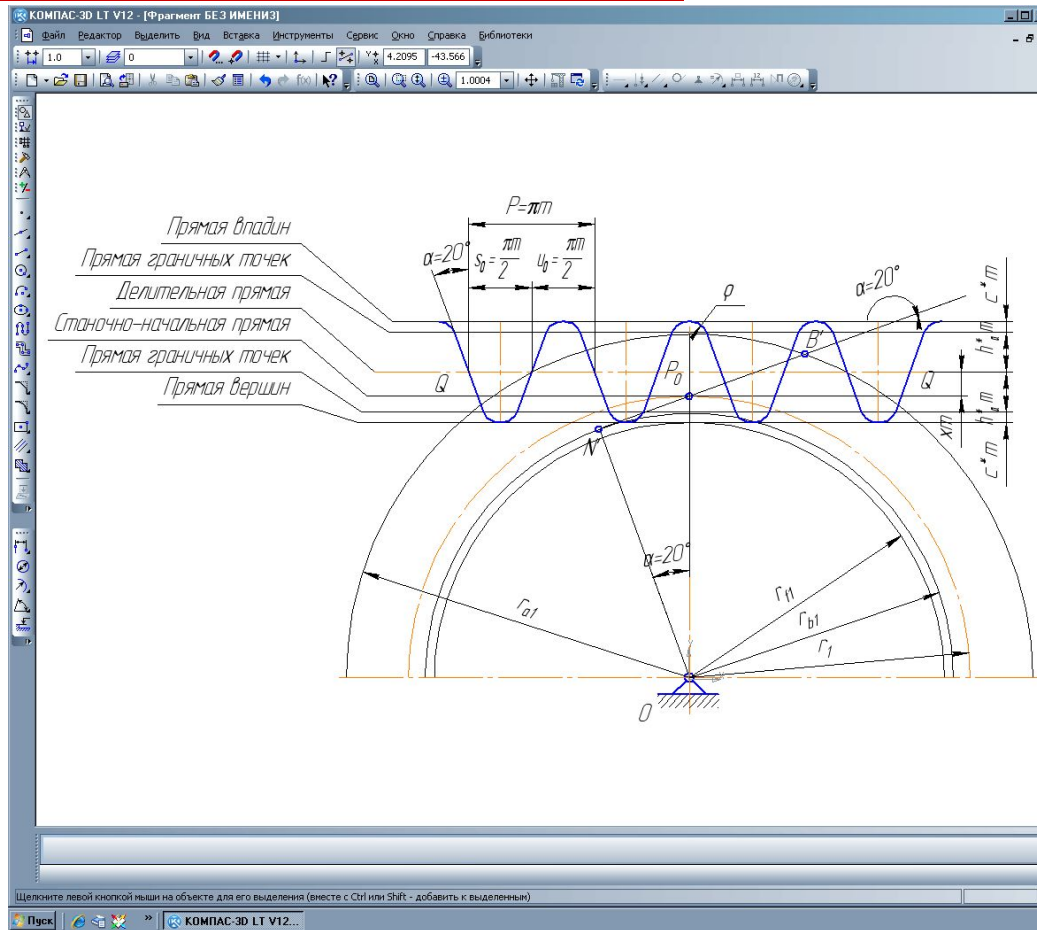 КОМПАС-3D LT V12 - [Фрагмент БЕЗ ИМЕНИ3]
Файл Редактор Выделить Вид Вставка Инструменты Сервис Окно Справка Библиотеки
1.0 0 4.2095 -43.566
1.0004
P=πm
Прямая впадин
α=20° s₀=πm/2 u₀=πm/2
Прямая граничных точек
α=20°
Делительная прямая
ρ
c*m
Станочно-начальная прямая
B'
Прямая граничных точек
P₀
Прямая вершин
Q Q
xm
c*m
N'
α=20°
rₐ₁
r_f1
r_b1
r₁
O
Щелкните левой кнопкой мыши на объекте для его выделения (вместе с Ctrl или Shift - добавить к выделенным)
Пуск » КОМПАС-3D LT V12...